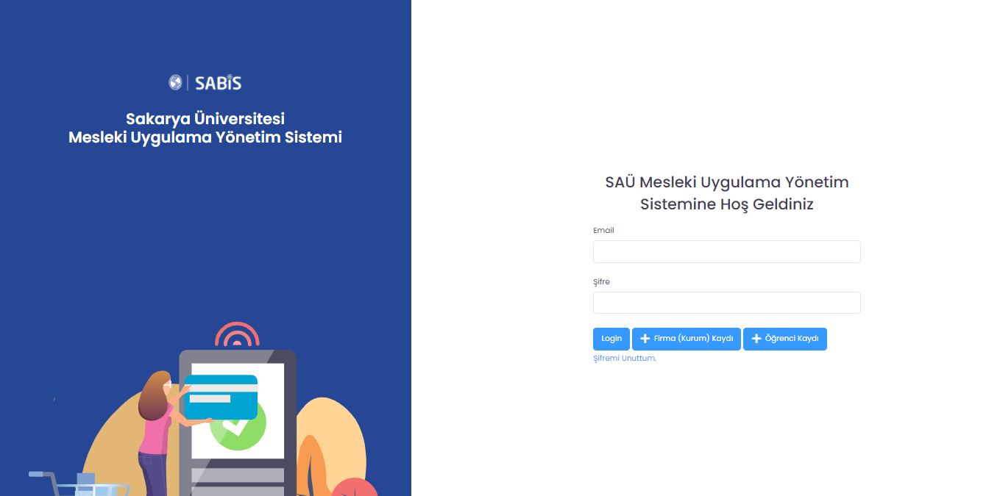 SABİS
Sakarya Üniversitesi
Mesleki Uygulama Yönetim Sistemi
SAÜ Mesleki Uygulama Yönetim
Sistemine Hoş Geldiniz
Email
Şifre
Login
Firma (Kurum) Kaydı
Öğrenci Kaydı
Şifremi Unuttum.